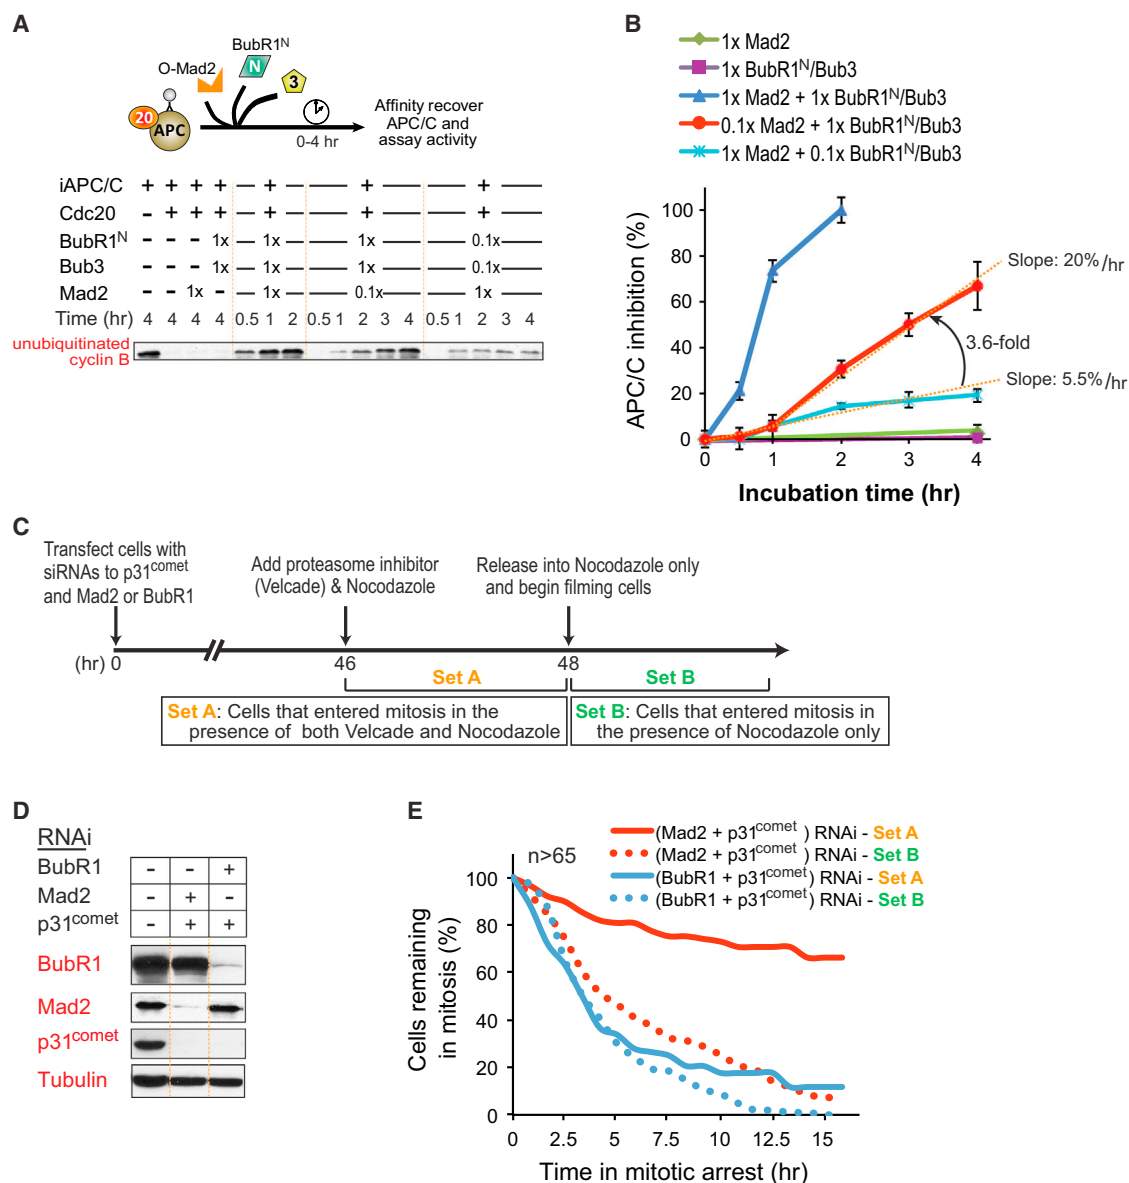 A
BubR1N
O-Mad2
N
3
20
APC
0-4 hr
Affinity recover
APC/C and
assay activity
iAPC/C + + + + + + +
Cdc20 - + + + + + +
BubR1N - - - 1x 1x 1x 0.1x
Bub3 - - - 1x 1x 1x 0.1x
Mad2 - - 1x - 1x 0.1x 1x
Time (hr) 4 4 4 4 0.5 1 2 0.5 1 2 3 4 0.5 1 2 3 4
unubiquitinated
cyclin B
B
1x Mad2
1x BubR1N/Bub3
1x Mad2 + 1x BubR1N/Bub3
0.1x Mad2 + 1x BubR1N/Bub3
1x Mad2 + 0.1x BubR1N/Bub3
APC/C inhibition (%)
100
80
60
40
20
0
0 1 2 3 4
Incubation time (hr)
Slope: 20%/hr
3.6-fold
Slope: 5.5%/hr
C
Transfect cells with
siRNAs to p31comet
and Mad2 or BubR1
Add proteasome inhibitor
(Velcade) & Nocodazole
Release into Nocodazole only
and begin filming cells
(hr) 0 46 48
Set A Set B
Set A: Cells that entered mitosis in the
presence of both Velcade and Nocodazole
Set B: Cells that entered mitosis in
the presence of Nocodazole only
D
RNAi
BubR1 - - +
Mad2 - + -
p31comet - + +
BubR1
Mad2
p31comet
Tubulin
E
n>65
(Mad2 + p31comet ) RNAi - Set A
(Mad2 + p31comet ) RNAi - Set B
(BubR1 + p31comet) RNAi - Set A
(BubR1 + p31comet) RNAi - Set B
Cells remaining
in mitosis (%)
100
80
60
40
20
0
0 2.5 5 7.5 10 12.5 15
Time in mitotic arrest (hr)